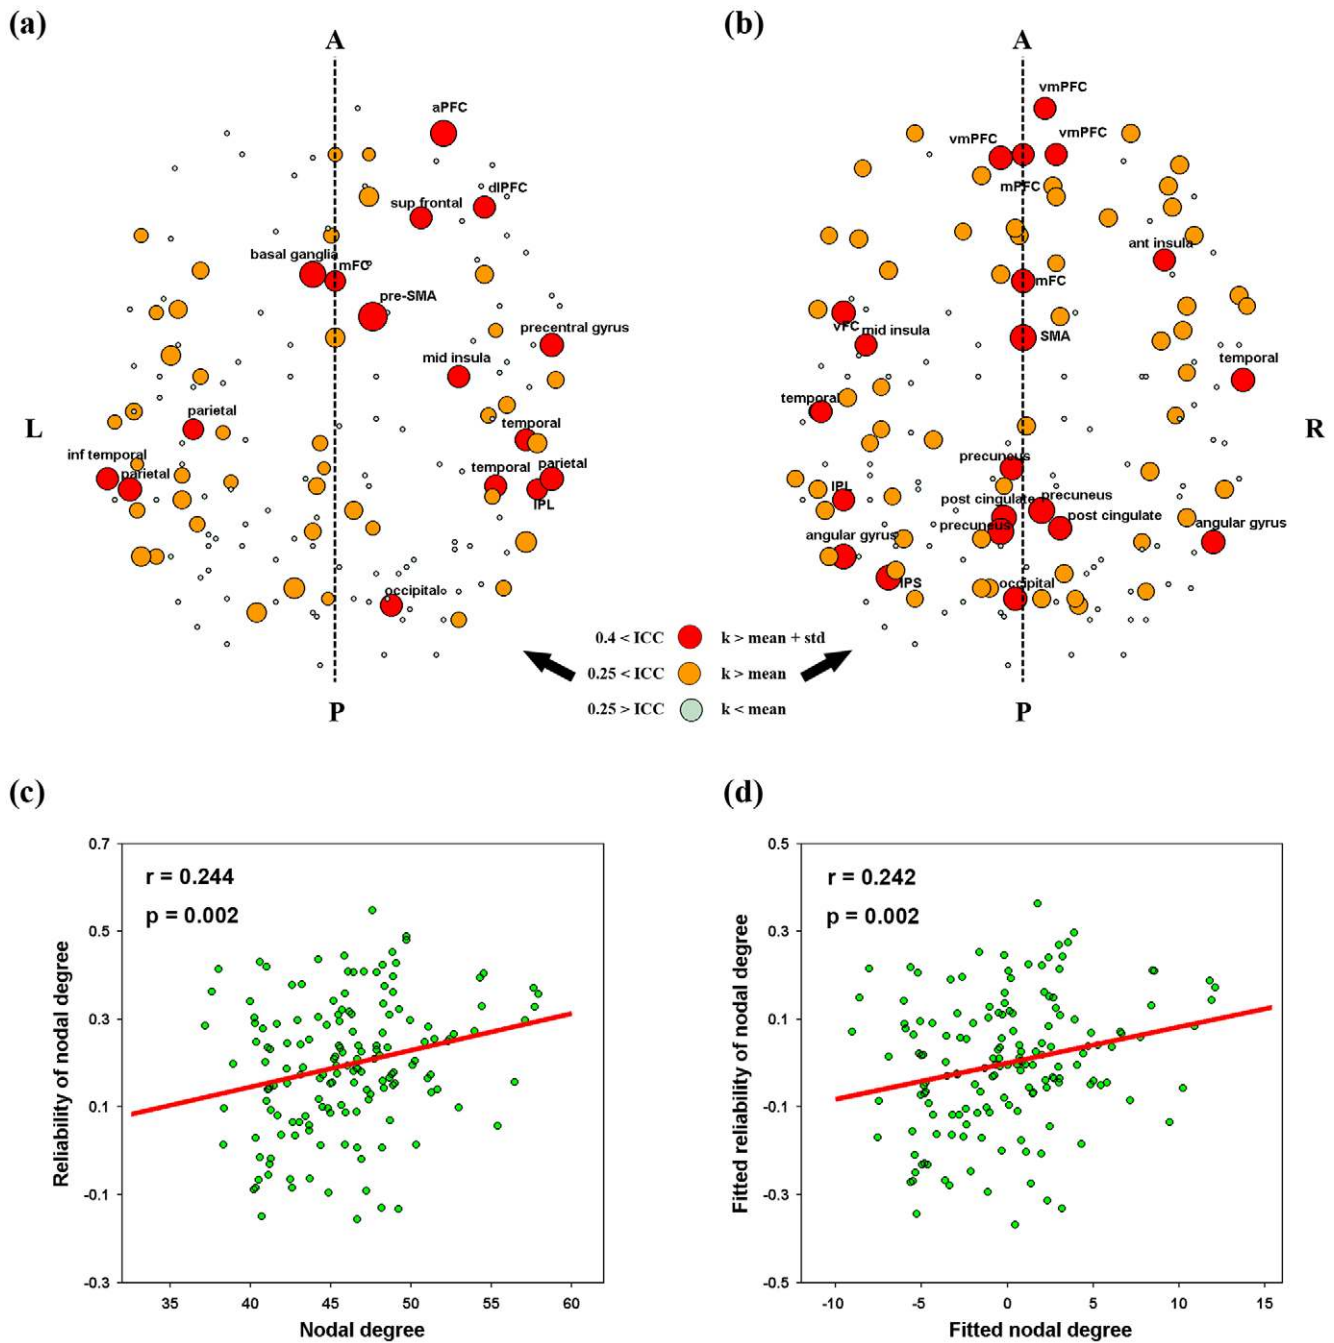 (a)
A
aPFC
dlPFC
sup frontal
basal ganglia
mFC
pre-SMA
precentral gyrus
mid insula
parietal
temporal
L
inf temporal
parietal
temporal
parietal
IPL
occipital
P
(b)
A
vmPFC
vmPFC
vmPFC
mPFC
ant insula
mFC
vFC
mid insula
SMA
temporal
temporal
R
precuneus
IPL
post cingulate
precuneus
precuneus
post cingulate
angular gyrus
angular gyrus
IPS
occipital
P
0.4 < ICC k > mean + std
0.25 < ICC k > mean
0.25 > ICC k < mean
(c)
r = 0.244
p = 0.002
Reliability of nodal degree
0.7
0.5
0.3
0.1
-0.1
-0.3
35 40 45 50 55 60
Nodal degree
(d)
r = 0.242
p = 0.002
Fitted reliability of nodal degree
0.5
0.3
0.1
-0.1
-0.3
-0.5
-10 -5 0 5 10 15
Fitted nodal degree